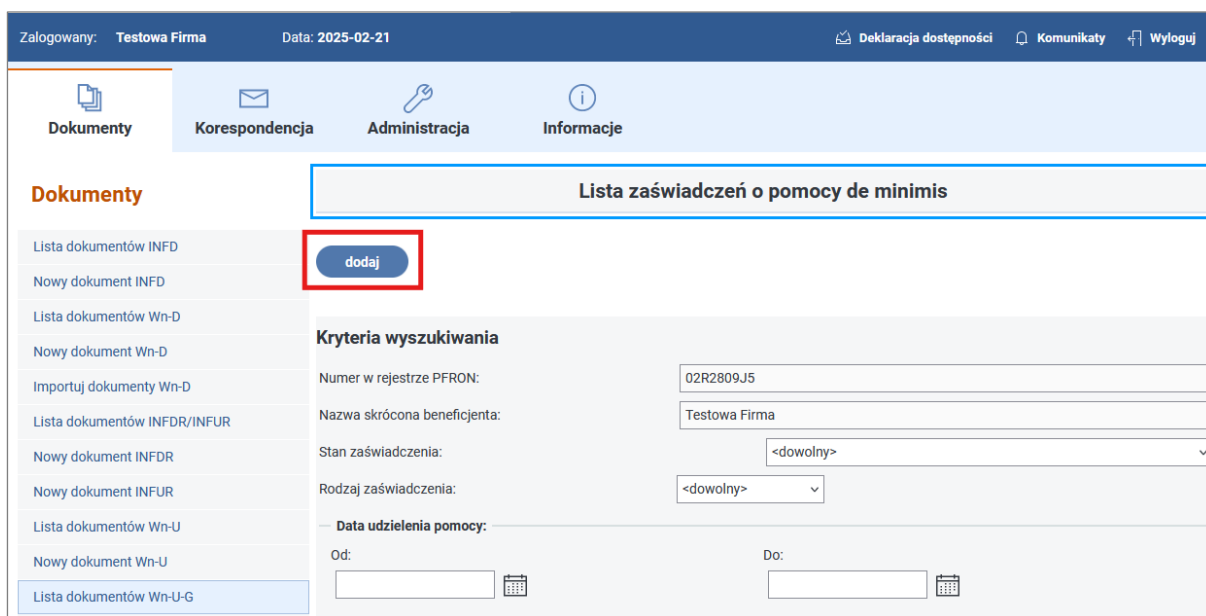 Zalogowany: Testowa Firma Data: 2025-02-21 Deklaracja dostępności Komunikaty Wyloguj
Dokumenty Korespondencja Administracja Informacje
Dokumenty
Lista dokumentów INFD
Nowy dokument INFD
Lista dokumentów Wn-D
Nowy dokument Wn-D
Importuj dokumenty Wn-D
Lista dokumentów INFDR/INFUR
Nowy dokument INFDR
Nowy dokument INFUR
Lista dokumentów Wn-U
Nowy dokument Wn-U
Lista dokumentów Wn-U-G
Lista zaświadczeń o pomocy de minimis
dodaj
Kryteria wyszukiwania
Numer w rejestrze PFRON: 02R2809J5
Nazwa skrócona beneficjenta: Testowa Firma
Stan zaświadczenia: <dowolny>
Rodzaj zaświadczenia: <dowolny>
Data udzielenia pomocy:
Od: Do: